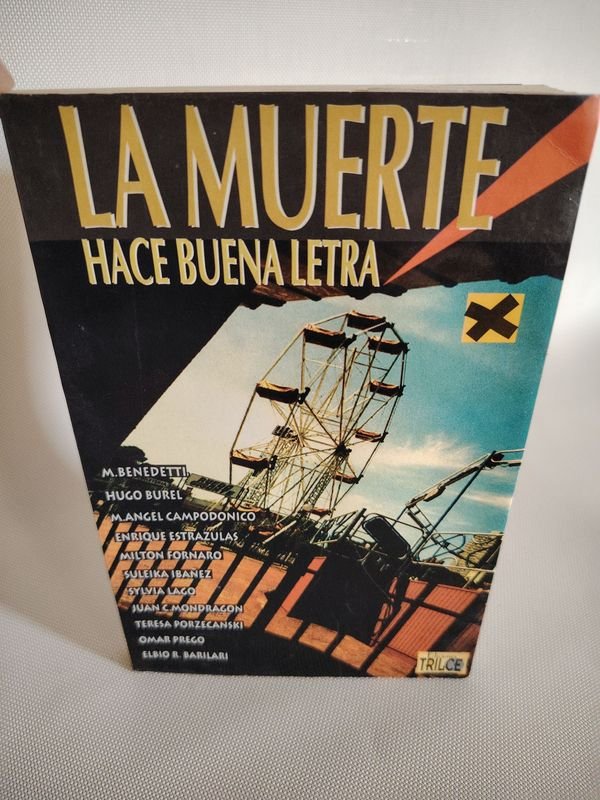 LA MUERTE
HACE BUENA LETRA
M. BENEDETTI
HUGO BUREL
M. ANGEL CAMPODONICO
ENRIQUE ESTRAZULAS
MILTON FORNARO
SULEIKA IBAÑEZ
SYLVIA LAGO
JUAN C. MONDRAGON
TERESA PORZECANSKI
OMAR PREGO
ELBIO R. BARILARI
TRILCE